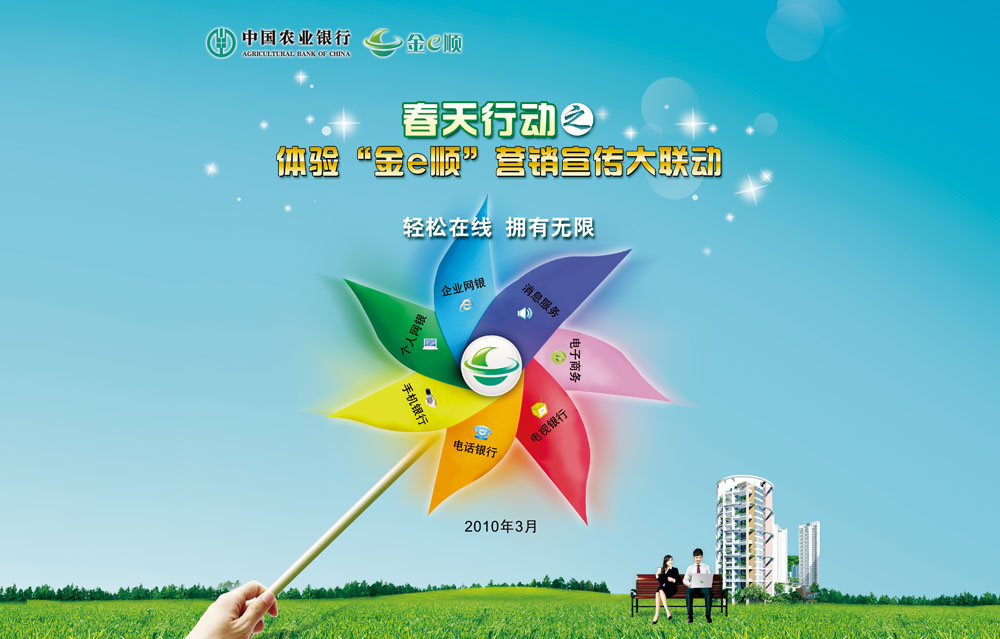 中国农业银行
AGRICULTURAL BANK OF CHINA
金e顺
春天行动之
体验“金e顺”营销宣传大联动
轻松在线 拥有无限
企业网银
消息服务
个人网银
电子商务
手机银行
电视银行
电话银行
2010年3月